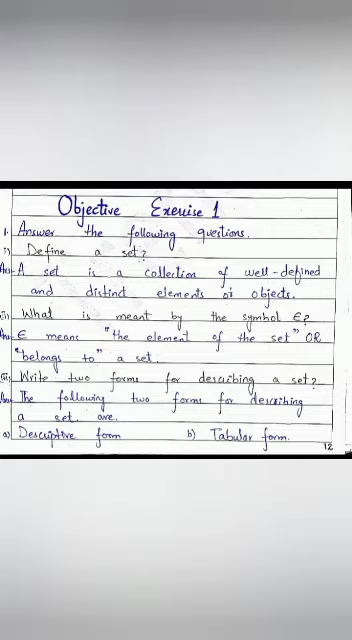 Objective Exercise 1
1. Answer the following questions.
i) Define a set?
Ans- A set is a collection of well-defined
and distinct elements or objects.
ii) What is meant by the symbol ∈?
Ans- ∈ means "the element of the set" OR
"belongs to" a set.
iii) Write two forms for describing a set?
Ans- The following two forms for describing
a set are.
a) Descriptive form b) Tabular form.
12